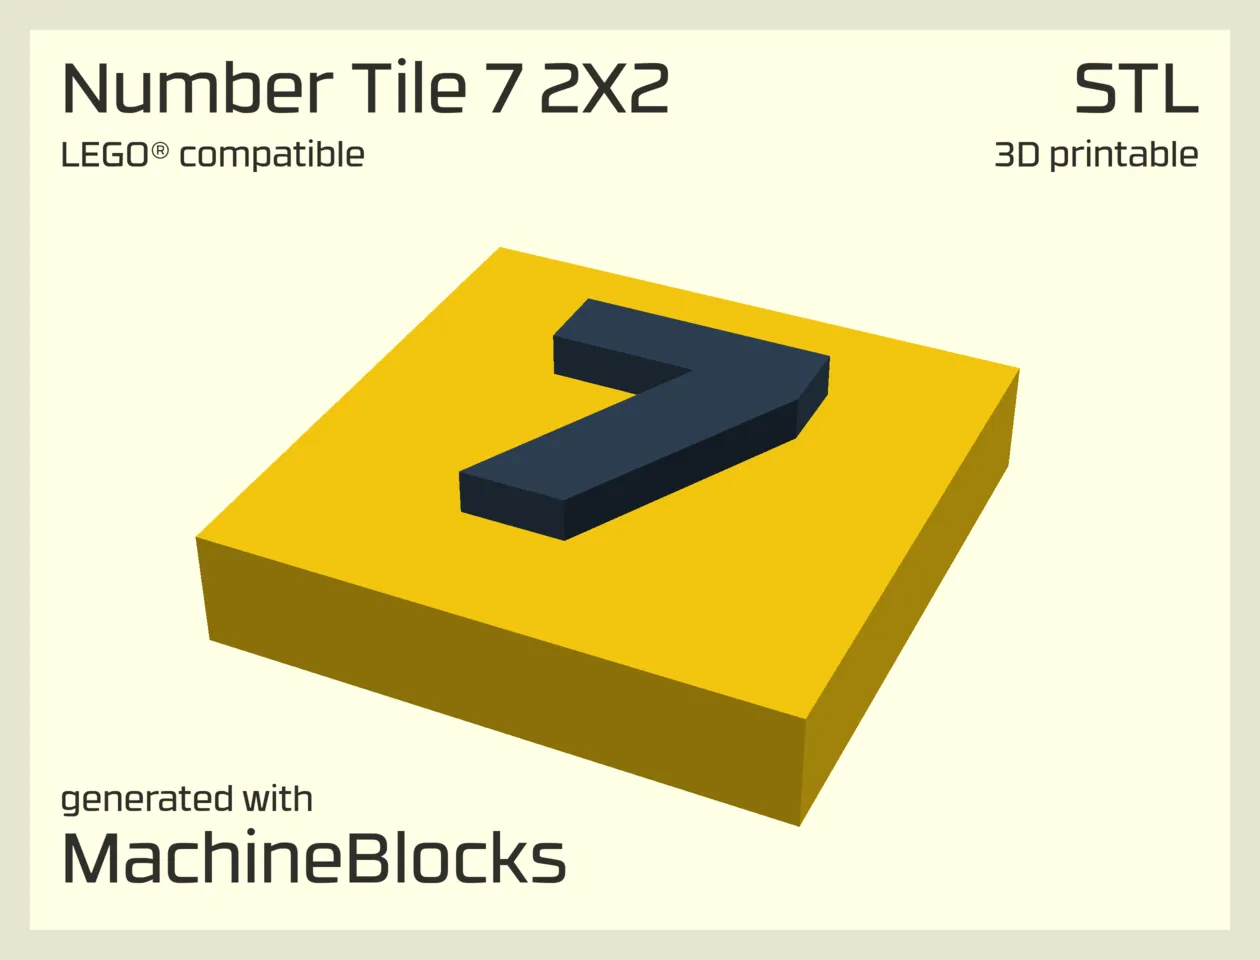 Number Tile 7 2X2
STL
LEGO® compatible
3D printable
7
generated with
MachineBlocks